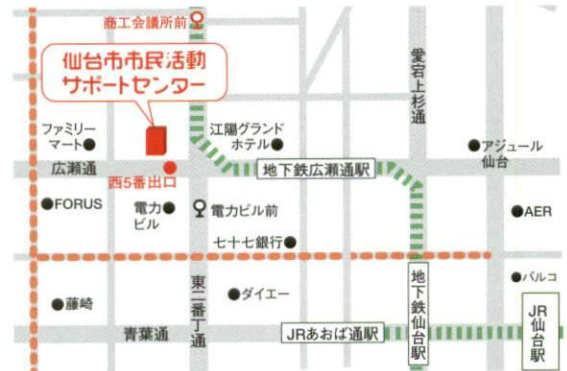 商工会議所前
仙台市市民活動
サポートセンター
愛宕上杉通
ファミリー
マート
江陽グランド
ホテル
アジュール
仙台
広瀬通
地下鉄広瀬通駅
西5番出口
FORUS
電力
ビル
電力ビル前
AER
七十七銀行
地下鉄仙台駅
パルコ
東二番丁通
藤崎
ダイエー
JR
仙台駅
青葉通
JRあおば通駅